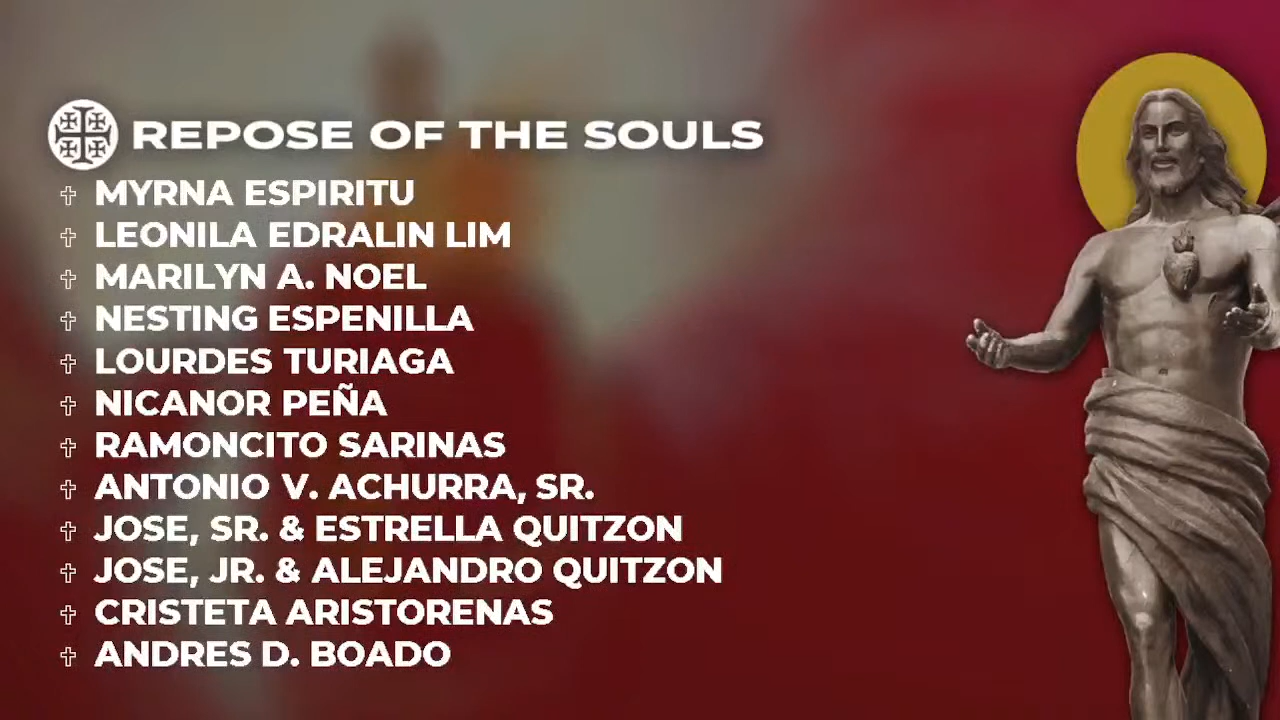 REPOSE OF THE SOULS
MYRNA ESPIRITU
LEONILA EDRALIN LIM
MARILYN A. NOEL
NESTING ESPENILLA
LOURDES TURIAGA
NICANOR PEÑA
RAMONCITO SARINAS
ANTONIO V. ACHURRA, SR.
JOSE, SR. & ESTRELLA QUITZON
JOSE, JR. & ALEJANDRO QUITZON
CRISTETA ARISTORENAS
ANDRES D. BOADO